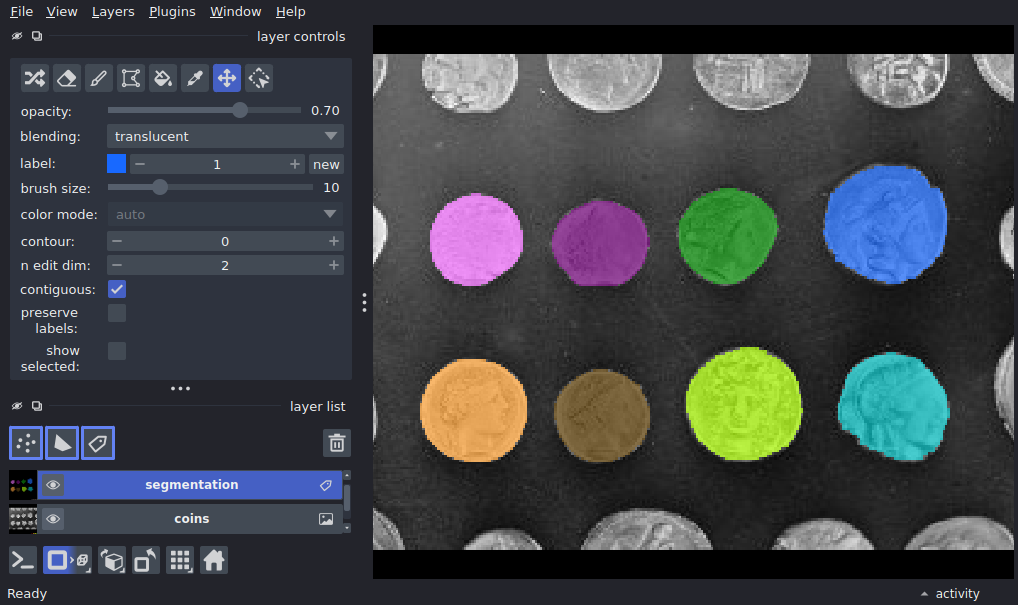 File View Layers Plugins Window Help
layer controls
opacity: 0.70
blending: translucent
label: 1 new
brush size: 10
color mode: auto
contour: 0
n edit dim: 2
contiguous:
preserve
labels:
show
selected:
layer list
segmentation
coins
Ready
activity